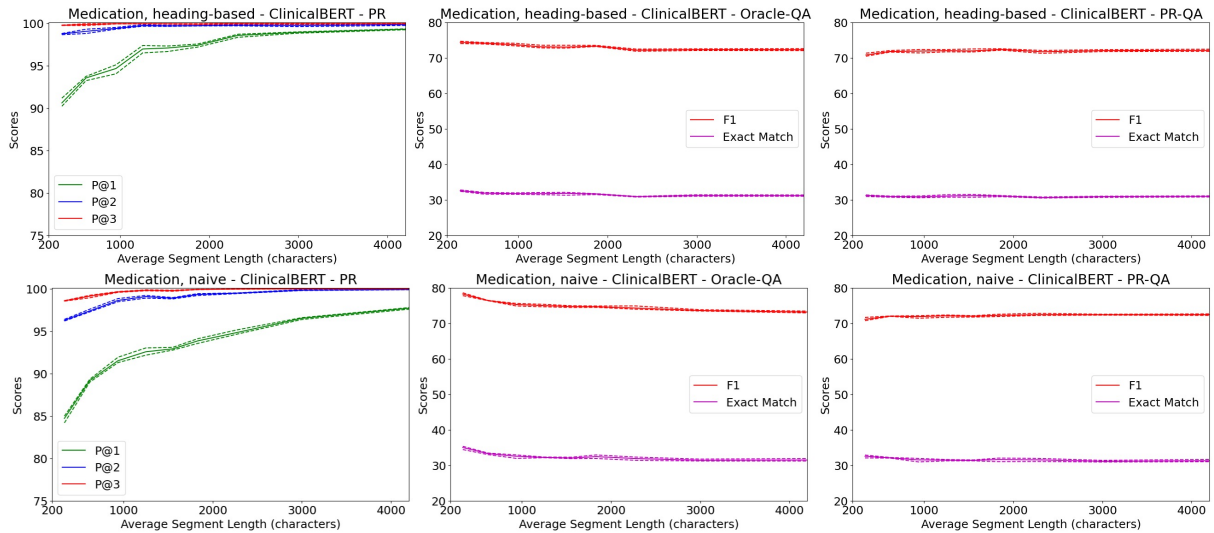 Medication, heading-based - ClinicalBERT - PR
100
95
90
85
80
75
Scores
P@1
P@2
P@3
200 1000 2000 3000 4000
Average Segment Length (characters)
Medication, heading-based - ClinicalBERT - Oracle-QA
80
70
60
50
40
30
20
Scores
F1
Exact Match
200 1000 2000 3000 4000
Average Segment Length (characters)
Medication, heading-based - ClinicalBERT - PR-QA
80
70
60
50
40
30
20
Scores
F1
Exact Match
200 1000 2000 3000 4000
Average Segment Length (characters)
Medication, naive - ClinicalBERT - PR
100
95
90
85
80
75
Scores
P@1
P@2
P@3
200 1000 2000 3000 4000
Average Segment Length (characters)
Medication, naive - ClinicalBERT - Oracle-QA
80
70
60
50
40
30
20
Scores
F1
Exact Match
200 1000 2000 3000 4000
Average Segment Length (characters)
Medication, naive - ClinicalBERT - PR-QA
80
70
60
50
40
30
20
Scores
F1
Exact Match
200 1000 2000 3000 4000
Average Segment Length (characters)